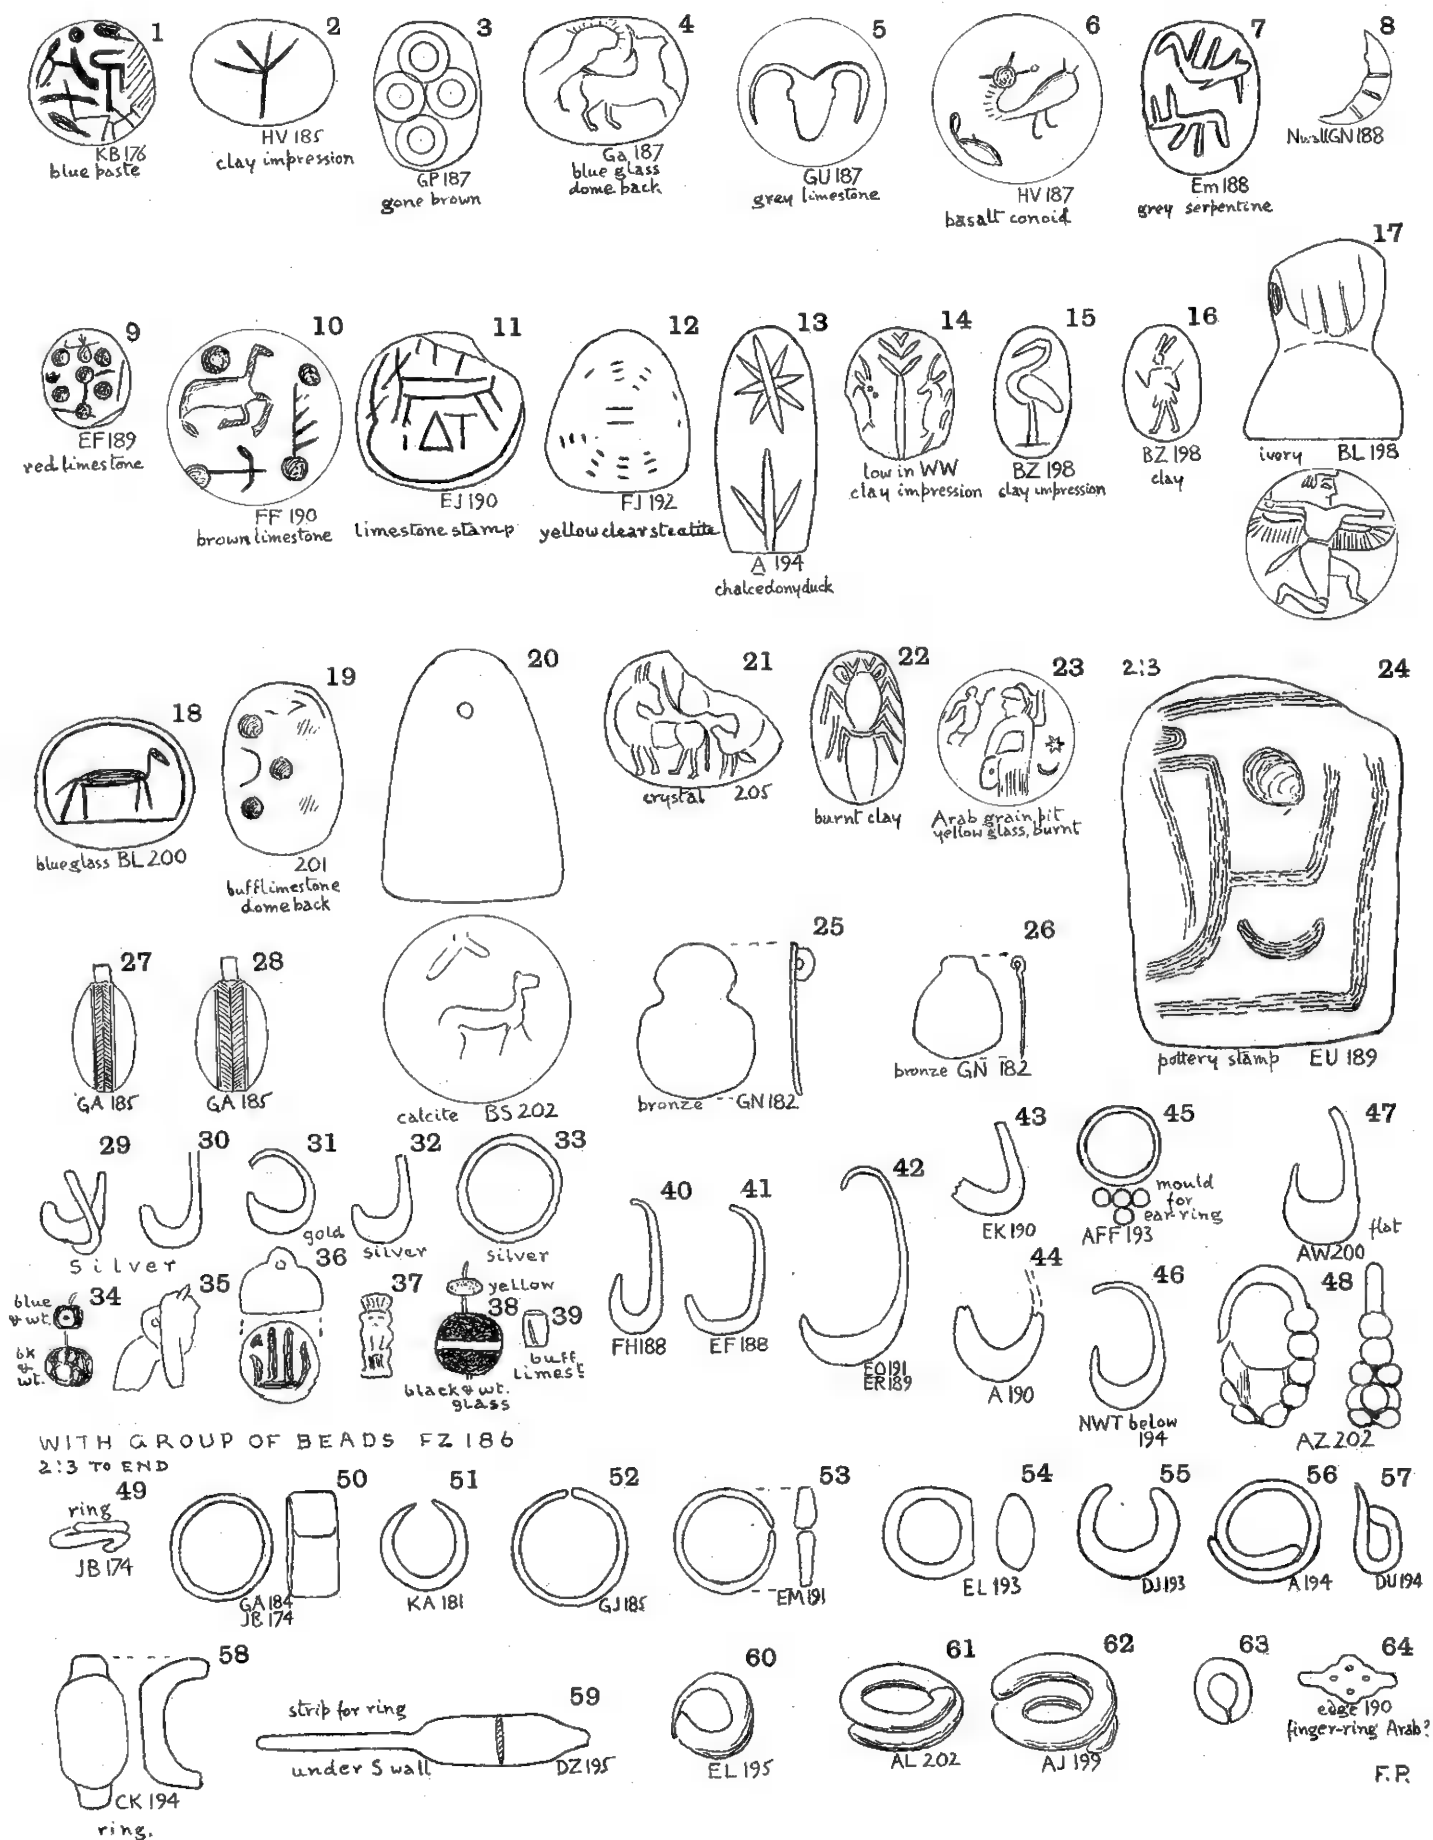 1
KB 176
blue paste
2
HV 185
clay impression
3
GP 187
gone brown
4
Ga 187
blue glass
dome back
5
GU 187
grey limestone
6
HV 187
basalt conoid
7
Em 188
grey serpentine
8
N wall GN 188
9
EF 189
red limestone
10
FF 190
brown limestone
11
EJ 190
limestone stamp
12
FJ 192
yellow clear steatite
13
A 194
chalcedony duck
14
low in WW
clay impression
15
BZ 198
clay impression
16
BZ 198
clay
17
ivory BL 198
18
blue glass BL 200
19
201
buff limestone
dome back
20
calcite BS 202
21
crystal 205
22
burnt clay
23
Arab grain pit
yellow glass, burnt
2:3 24
pottery stamp EU 189
25
bronze GN 182
26
bronze GN 182
27
GA 185
28
GA 185
29
30
silver
31
gold
32
silver
33
silver
34
blue
& wt.
bk
&
wt.
35
36
37
38
yellow
black & wt.
glass
39
buff
limest
WITH GROUP OF BEADS FZ 186
2:3 TO END
40
FH 188
41
EF 188
42
EO 191
ER 189
43
EK 190
44
A 190
45
mould
for
ear-ring
AFF 193
46
NWT below
194
47
flat
AW 200
48
AZ 202
49
ring
JB 174
50
GA 184
JB 174
51
KA 181
52
GJ 185
53
EM 191
54
EL 193
55
DJ 193
56
A 194
57
DU 194
58
CK 194
ring.
59
strip for ring
under S wall DZ 195
60
EL 195
61
AL 202
62
AJ 199
63
64
edge 190
finger-ring Arab?
F.P.